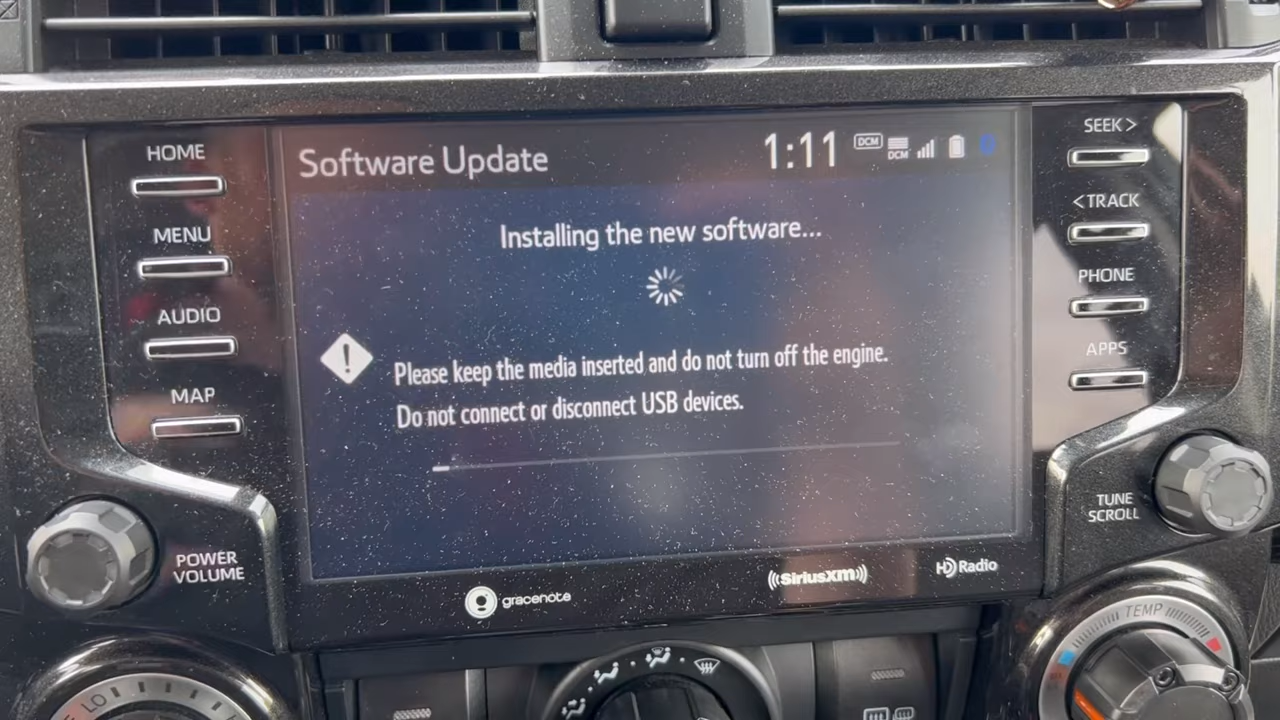 HOME
MENU
AUDIO
MAP
POWER
VOLUME
Software Update
1:11
DCM
DCM
Installing the new software...
!
Please keep the media inserted and do not turn off the engine.
Do not connect or disconnect USB devices.
gracenote
((SiriusXM))
HD Radio
SEEK >
< TRACK
PHONE
APPS
TUNE
SCROLL
TEMP
LO